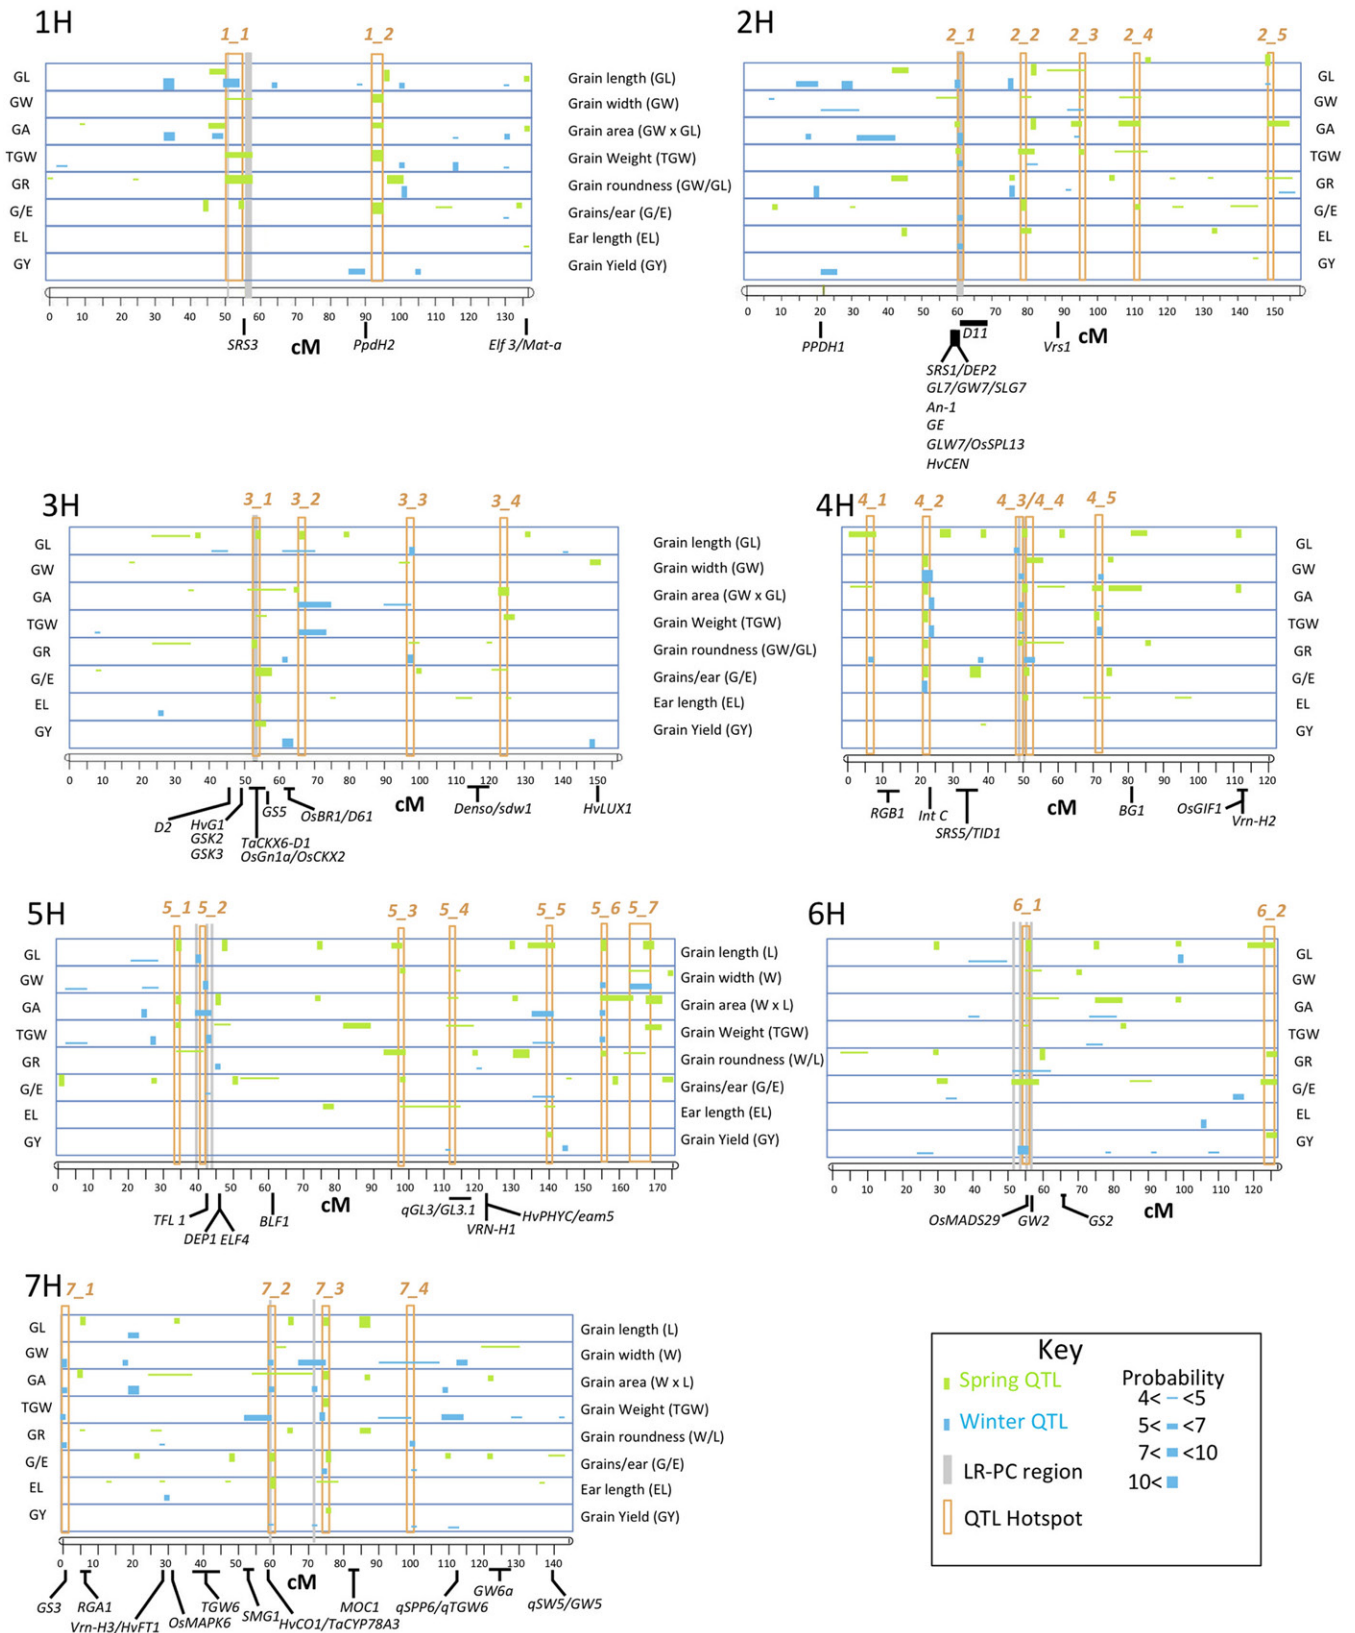 1H
1_1 1_2
GL
GW
GA
TGW
GR
G/E
EL
GY
Grain length (GL)
Grain width (GW)
Grain area (GW x GL)
Grain Weight (TGW)
Grain roundness (GW/GL)
Grains/ear (G/E)
Ear length (EL)
Grain Yield (GY)
0 10 20 30 40 50 60 70 80 90 100 110 120 130
SRS3 cM PpdH2 Elf 3/Mat-a
2H
2_1 2_2 2_3 2_4 2_5
GL
GW
GA
TGW
GR
G/E
EL
GY
0 10 20 30 40 50 60 70 80 90 100 110 120 130 140 150
PPDH1 D11 Vrs1 cM
SRS1/DEP2
GL7/GW7/SLG7
An-1
GE
GLW7/OsSPL13
HvCEN
3H
3_1 3_2 3_3 3_4
GL
GW
GA
TGW
GR
G/E
EL
GY
Grain length (GL)
Grain width (GW)
Grain area (GW x GL)
Grain Weight (TGW)
Grain roundness (GW/GL)
Grains/ear (G/E)
Ear length (EL)
Grain Yield (GY)
0 10 20 30 40 50 60 70 80 90 100 110 120 130 140 150
D2 HvG1 GS5 OsBR1/D61 cM Denso/sdw1 HvLUX1
GSK2
GSK3
TaCKX6-D1
OsGn1a/OsCKX2
4H
4_1 4_2 4_3/4_4 4_5
GL
GW
GA
TGW
GR
G/E
EL
GY
0 10 20 30 40 50 60 70 80 90 100 110 120
RGB1 Int C SRS5/TID1 cM BG1 OsGIF1 Vrn-H2
5H
5_1 5_2 5_3 5_4 5_5 5_6 5_7
GL
GW
GA
TGW
GR
G/E
EL
GY
Grain length (L)
Grain width (W)
Grain area (W x L)
Grain Weight (TGW)
Grain roundness (W/L)
Grains/ear (G/E)
Ear length (EL)
Grain Yield (GY)
0 10 20 30 40 50 60 70 80 90 100 110 120 130 140 150 160 170
TFL 1 DEP1 ELF4 BLF1 cM qGL3/GL3.1 VRN-H1 HvPHYC/eam5
6H
6_1 6_2
GL
GW
GA
TGW
GR
G/E
EL
GY
0 10 20 30 40 50 60 70 80 90 100 110 120
OsMADS29 GW2 GS2 cM
7H
7_1 7_2 7_3 7_4
GL
GW
GA
TGW
GR
G/E
EL
GY
Grain length (L)
Grain width (W)
Grain area (W x L)
Grain Weight (TGW)
Grain roundness (W/L)
Grains/ear (G/E)
Ear length (EL)
Grain Yield (GY)
0 10 20 30 40 50 60 70 80 90 100 110 120 130 140
GS3 RGA1 Vrn-H3/HvFT1 OsMAPK6 TGW6 SMG1 HvCO1/TaCYP78A3 cM MOC1 qSPP6/qTGW6 GW6a qSW5/GW5
Key
Spring QTL
Winter QTL
LR-PC region
QTL Hotspot
Probability
4< <5
5< <7
7< <10
10<